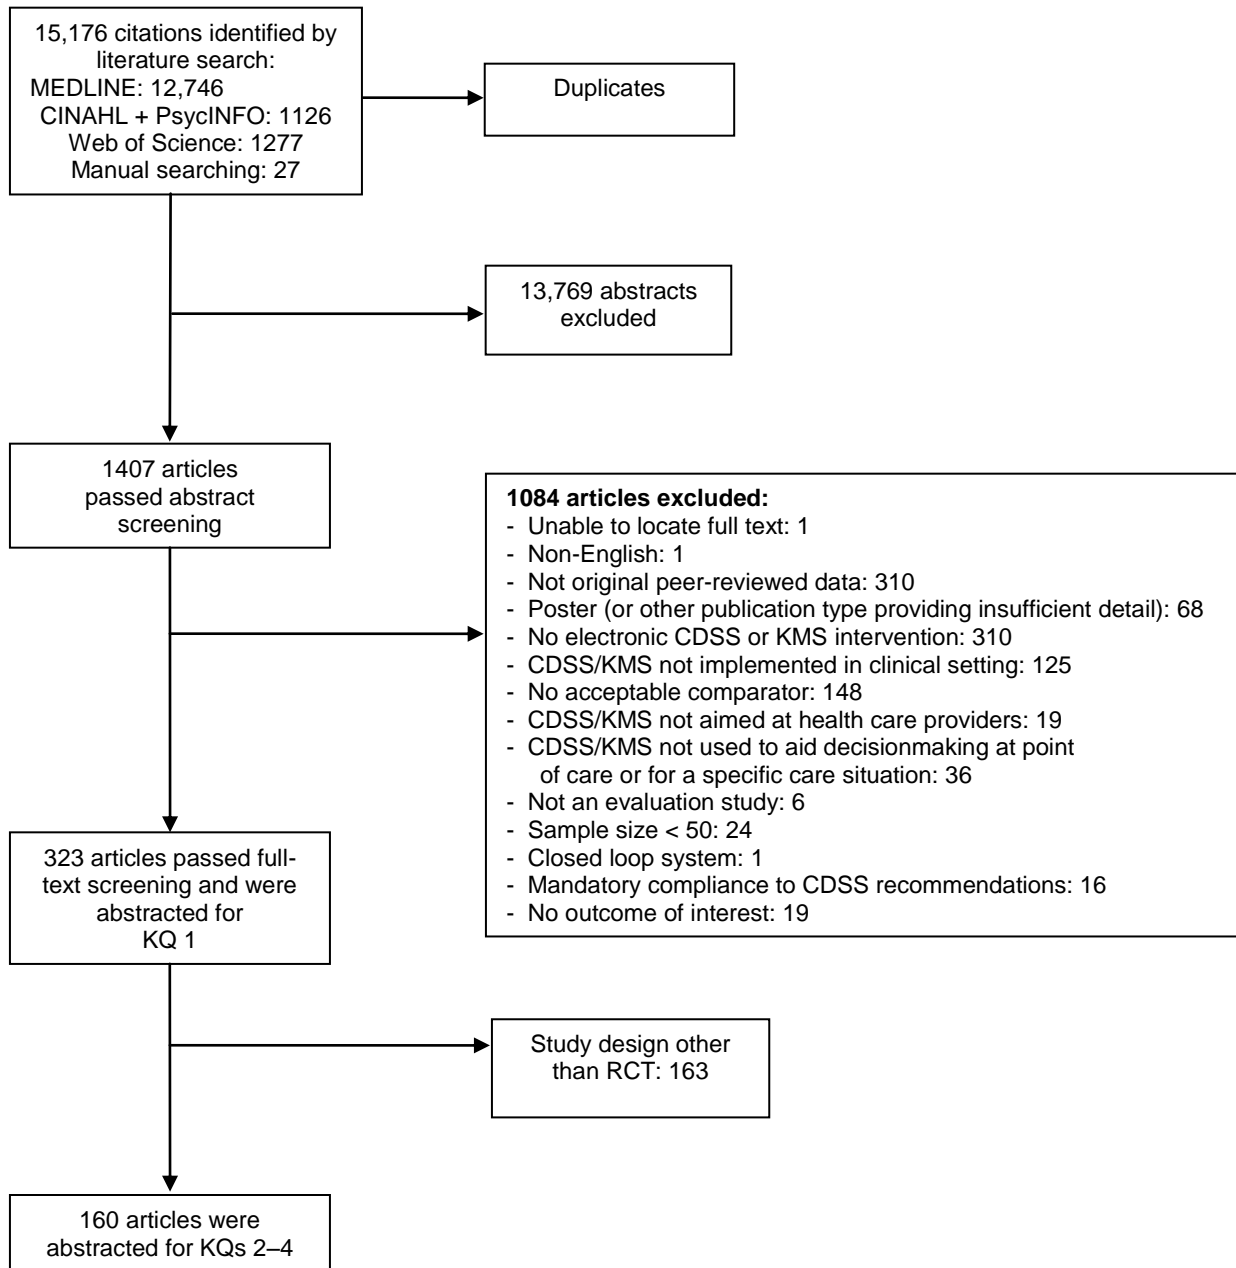 15,176 citations identified by
literature search:
MEDLINE: 12,746
CINAHL + PsycINFO: 1126
Web of Science: 1277
Manual searching: 27
Duplicates
13,769 abstracts
excluded
1407 articles
passed abstract
screening
1084 articles excluded:
- Unable to locate full text: 1
- Non-English: 1
- Not original peer-reviewed data: 310
- Poster (or other publication type providing insufficient detail): 68
- No electronic CDSS or KMS intervention: 310
- CDSS/KMS not implemented in clinical setting: 125
- No acceptable comparator: 148
- CDSS/KMS not aimed at health care providers: 19
- CDSS/KMS not used to aid decisionmaking at point
of care or for a specific care situation: 36
- Not an evaluation study: 6
- Sample size < 50: 24
- Closed loop system: 1
- Mandatory compliance to CDSS recommendations: 16
- No outcome of interest: 19
323 articles passed full-
text screening and were
abstracted for
KQ 1
Study design other
than RCT: 163
160 articles were
abstracted for KQs 2–4